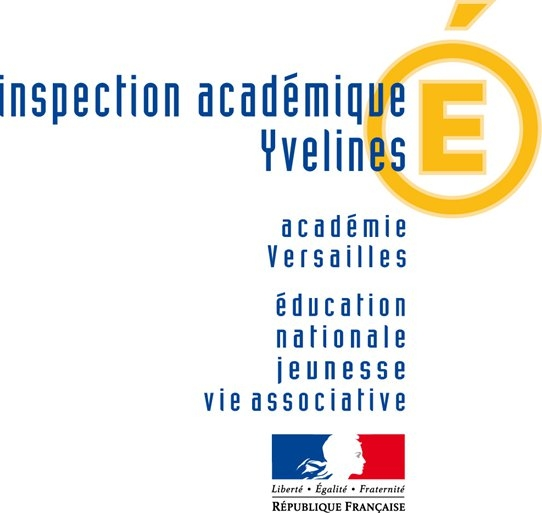 inspection académique
Yvelines
É
académie
Versailles
éducation
nationale
jeunesse
vie associative
Liberté • Égalité • Fraternité
RÉPUBLIQUE FRANÇAISE